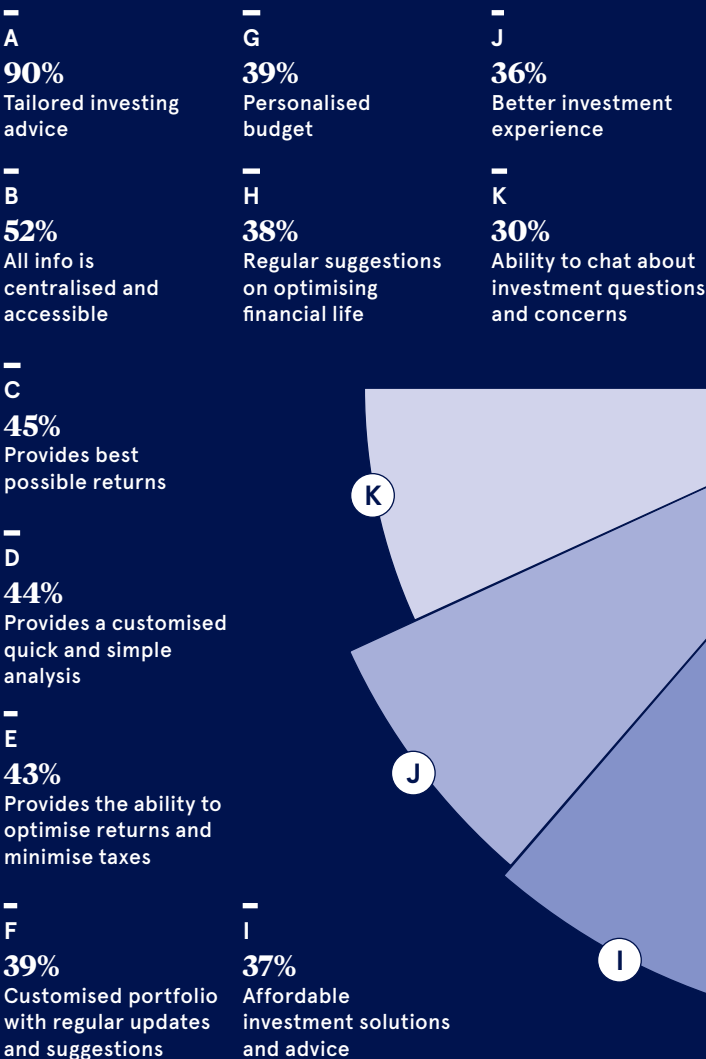 A
90%
Tailored investing
advice
B
52%
All info is
centralised and
accessible
C
45%
Provides best
possible returns
D
44%
Provides a customised
quick and simple
analysis
E
43%
Provides the ability to
optimise returns and
minimise taxes
F
39%
Customised portfolio
with regular updates
and suggestions
G
39%
Personalised
budget
H
38%
Regular suggestions
on optimising
financial life
I
37%
Affordable
investment solutions
and advice
J
36%
Better investment
experience
K
30%
Ability to chat about
investment questions
and concerns
K
J
I